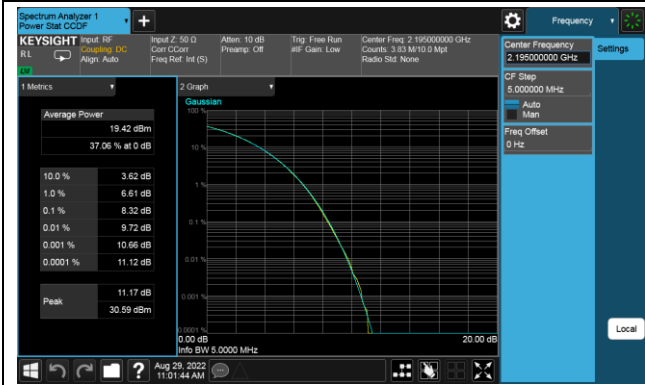 Spectrum Analyzer 1
Power Stat CCDF
+
Frequency
KEYSIGHT
RL
LXI
Input: RF
Coupling: DC
Align: Auto
Input Z: 50 Ω
Corr CCorr
Freq Ref: Int (S)
Atten: 10 dB
Preamp: Off
Trig: Free Run
#IF Gain: Low
Center Freq: 2.195000000 GHz
Counts: 3.83 M/10.0 Mpt
Radio Std: None
Center Frequency
2.195000000 GHz
Settings
CF Step
5.000000 MHz
Auto
Man
Freq Offset
0 Hz
1 Metrics
Average Power
19.42 dBm
37.06 % at 0 dB
10.0 % 3.62 dB
1.0 % 6.61 dB
0.1 % 8.32 dB
0.01 % 9.72 dB
0.001 % 10.66 dB
0.0001 % 11.12 dB
Peak
11.17 dB
30.59 dBm
2 Graph
Gaussian
100 %
10 %
1 %
0.1 %
0.01 %
0.001 %
0.0001 %
0.00 dB 20.00 dB
Info BW 5.0000 MHz
Local
?
Aug 29, 2022
11:01:44 AM